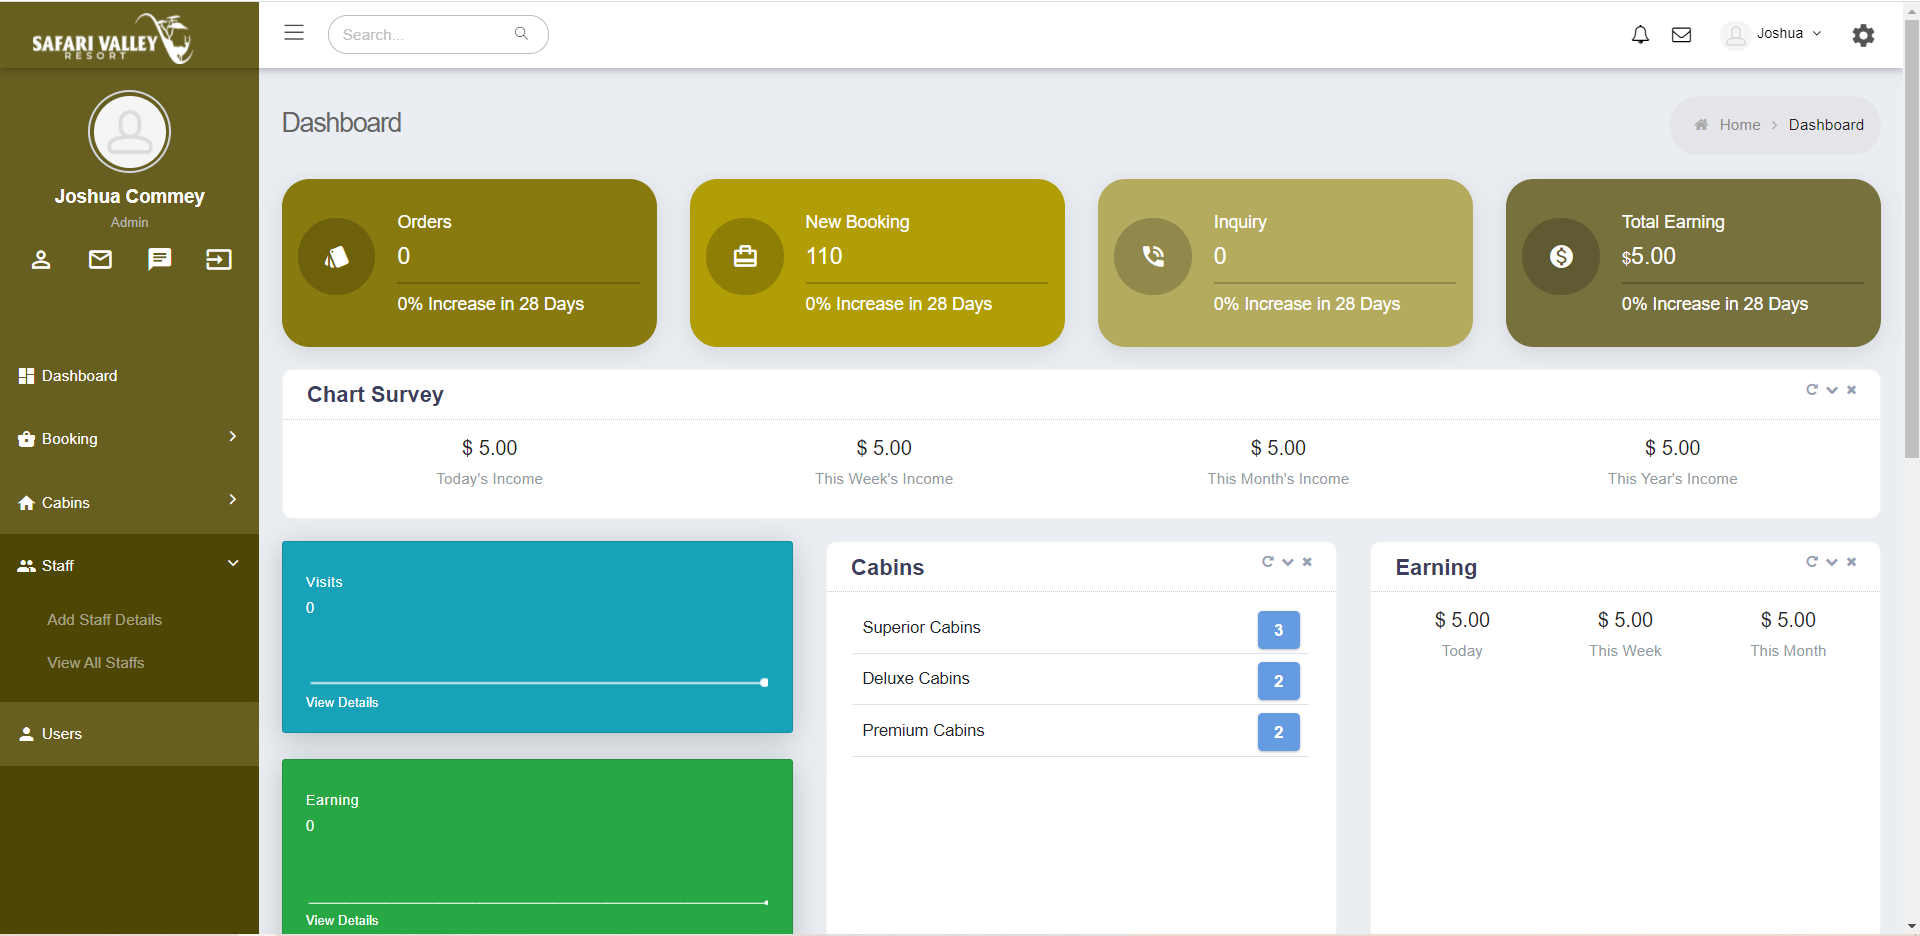 SAFARI VALLEY
RESORT
Search...
Joshua
Joshua Commey
Admin
Dashboard
Booking
Cabins
Staff
Add Staff Details
View All Staffs
Users
Dashboard
Home > Dashboard
Orders
0
0% Increase in 28 Days
New Booking
110
0% Increase in 28 Days
Inquiry
0
0% Increase in 28 Days
Total Earning
$5.00
0% Increase in 28 Days
Chart Survey
$ 5.00
Today's Income
$ 5.00
This Week's Income
$ 5.00
This Month's Income
$ 5.00
This Year's Income
Visits
0
View Details
Earning
0
View Details
Cabins
Superior Cabins 3
Deluxe Cabins 2
Premium Cabins 2
Earning
$ 5.00
Today
$ 5.00
This Week
$ 5.00
This Month